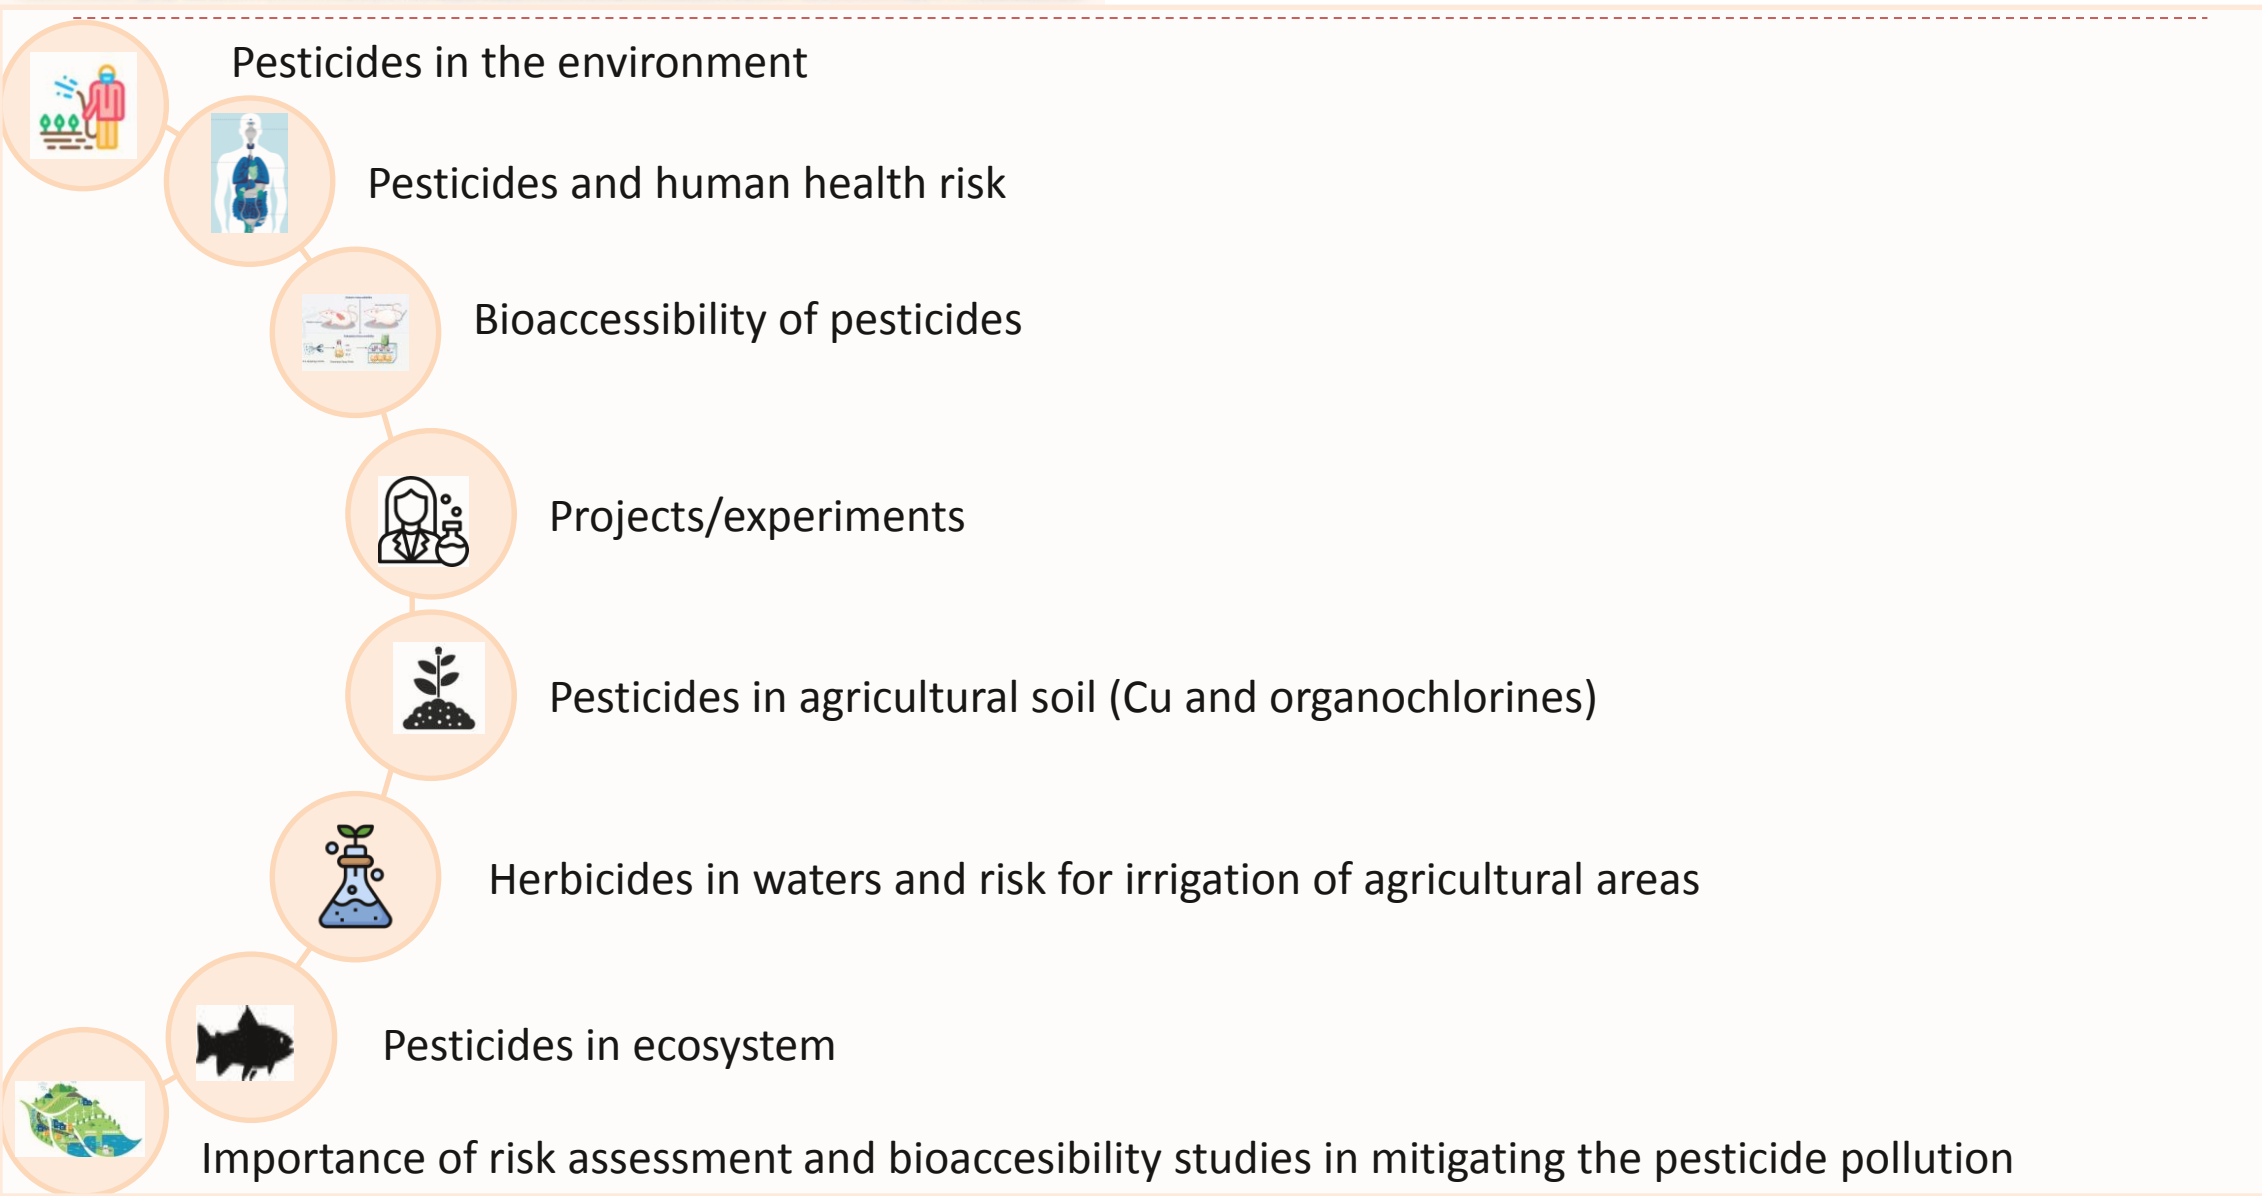 Pesticides in the environment
Pesticides and human health risk
Bioaccessibility of pesticides
Projects/experiments
Pesticides in agricultural soil (Cu and organochlorines)
Herbicides in waters and risk for irrigation of agricultural areas
Pesticides in ecosystem
Importance of risk assessment and bioaccesibility studies in mitigating the pesticide pollution